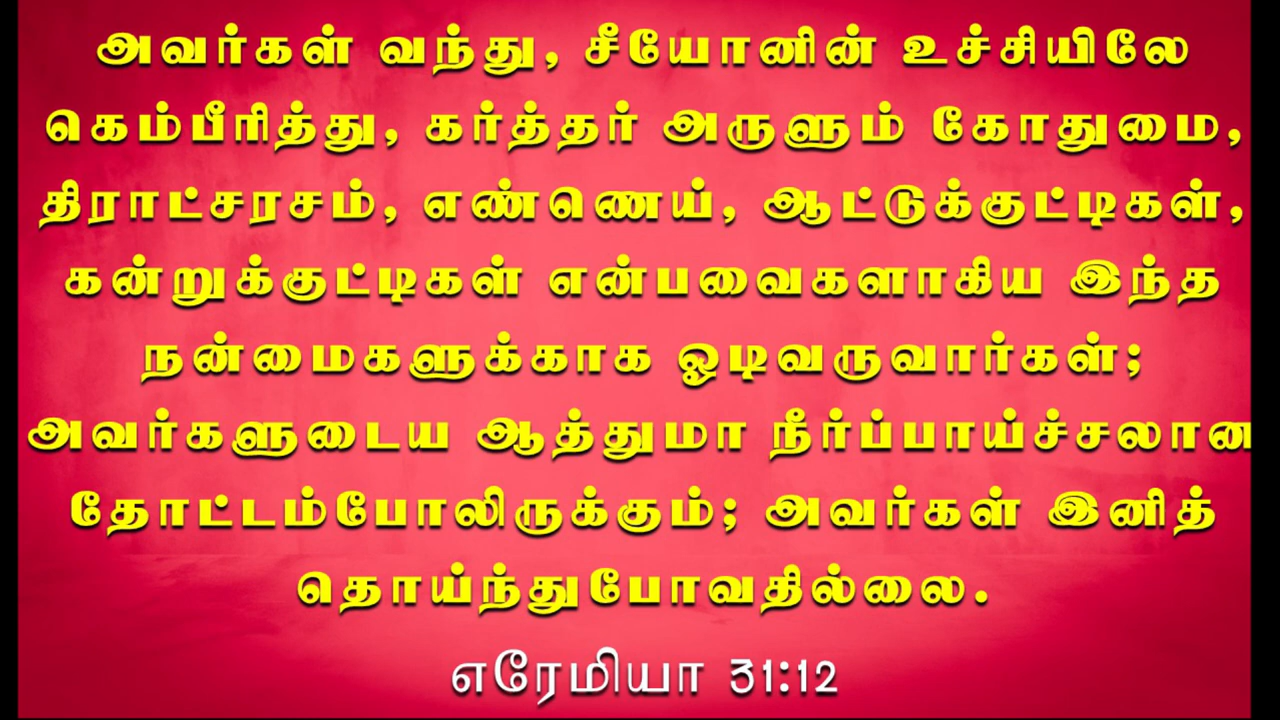 அவர்கள் வந்து, சீயோனின் உச்சியிலே
கெம்பீரித்து, கர்த்தர் அருளும் கோதுமை,
திராட்சரசம், எண்ணெய், ஆட்டுக்குட்டிகள்,
கன்றுக்குட்டிகள் என்பவைகளாகிய இந்த
நன்மைகளுக்காக ஓடிவருவார்கள்;
அவர்களுடைய ஆத்துமா நீர்ப்பாய்ச்சலான
தோட்டம்போலிருக்கும்; அவர்கள் இனித்
தொய்ந்துபோவதில்லை.
எரேமியா 31:12